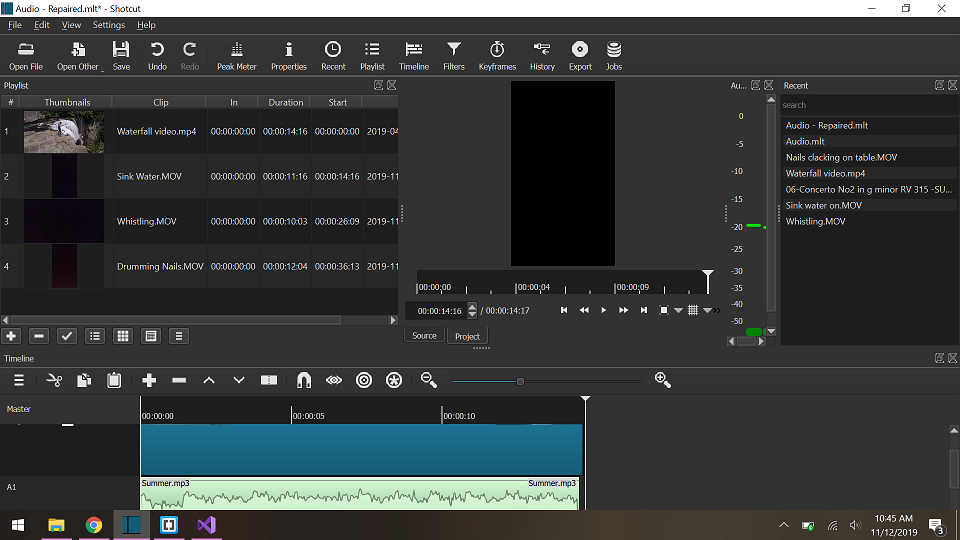 Audio - Repaired.mlt* - Shotcut
File Edit View Settings Help
Open File Open Other Save Undo Redo Peak Meter Properties Recent Playlist Timeline Filters Keyframes History Export Jobs
Playlist
# Thumbnails Clip In Duration Start
1 Waterfall video.mp4 00:00:00:00 00:00:14:16 00:00:00:00 2019-04
2 Sink Water.MOV 00:00:00:00 00:00:11:16 00:00:14:16 2019-11
3 Whistling.MOV 00:00:00:00 00:00:10:03 00:00:26:09 2019-11
4 Drumming Nails.MOV 00:00:00:00 00:00:12:04 00:00:36:13 2019-11
00:00:00 00:00:04 00:00:09
00:00:14:16 / 00:00:14:17
Source Project
Au...
0
-5
-10
-15
-20
-25
-30
-35
-40
-50
Recent
search
Audio - Repaired.mlt
Audio.mlt
Nails clacking on table.MOV
Waterfall video.mp4
06-Concerto No2 in g minor RV 315 -SU...
Sink water on.MOV
Whistling.MOV
Timeline
Master
00:00:00 00:00:05 00:00:10
A1
Summer.mp3 Summer.mp3
10:45 AM
11/12/2019
3